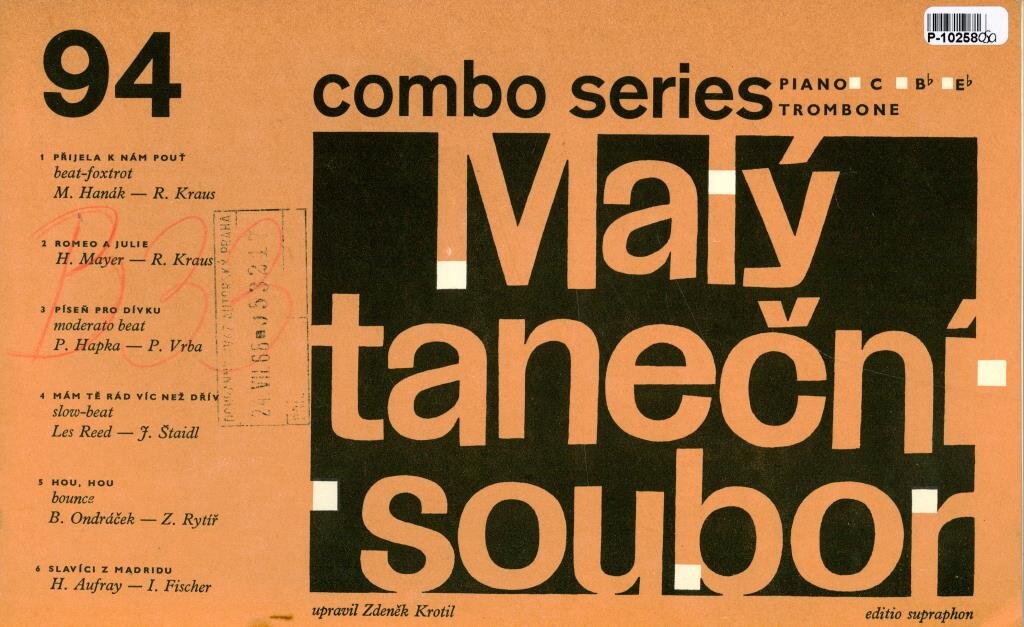 94
P-10258
combo series
PIANO C B♭ E♭
TROMBONE
1 PŘIJELA K NÁM POUŤ
beat-foxtrot
M. Hanák — R. Kraus
2 ROMEO A JULIE
H. Mayer — R. Kraus
3 PÍSEŇ PRO DÍVKU
moderato beat
P. Hapka — P. Vrba
4 MÁM TĚ RÁD VÍC NEŽ DŘÍV
slow-beat
Les Reed — J. Štaidl
5 HOU, HOU
bounce
B. Ondráček — Z. Rytíř
6 SLAVÍCI Z MADRIDU
H. Aufray — I. Fischer
B38
Malý
taneční
soubor
upravil Zdeněk Krotil
editio supraphon